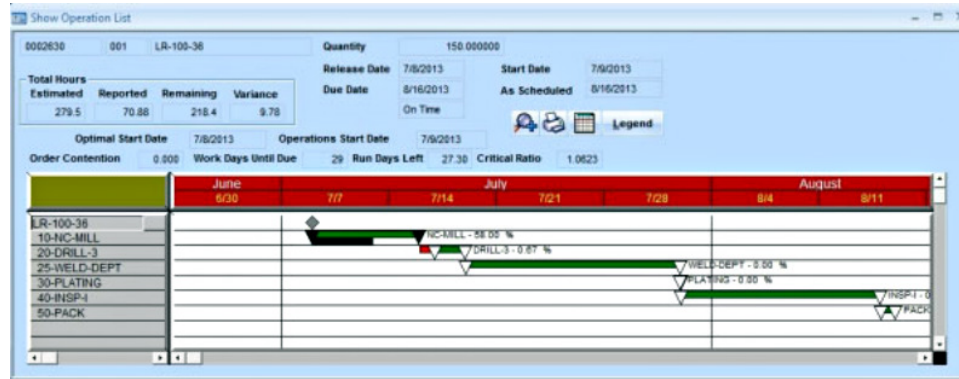 Show Operation List
0002630 001 LR-100-36 Quantity 150.000000
Release Date 7/8/2013 Start Date 7/9/2013
Total Hours
Estimated Reported Remaining Variance Due Date 8/16/2013 As Scheduled 8/16/2013
279.5 70.88 218.4 9.78 On Time
Legend
Optimal Start Date 7/8/2013 Operations Start Date 7/9/2013
Order Contention 0.000 Work Days Until Due 29 Run Days Left 27.30 Critical Ratio 1.0623
June July August
6/30 7/7 7/14 7/21 7/28 8/4 8/11
LR-100-36
10-NC-MILL NC-MILL - 58.00 %
20-DRILL-3 DRILL-3 - 0.67 %
25-WELD-DEPT WELD-DEPT - 0.00 %
30-PLATING PLATING - 0.00 %
40-INSP-I INSP-I - 0
50-PACK PACK